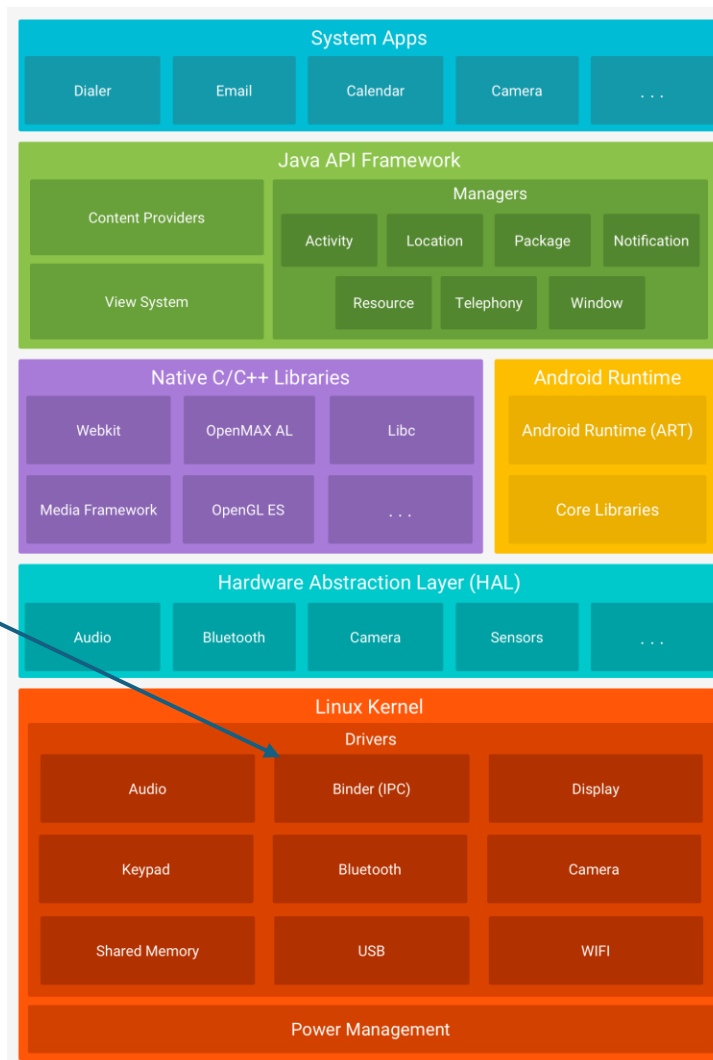 System Apps
Dialer Email Calendar Camera . . .
Java API Framework
Content Providers
View System
Managers
Activity Location Package Notification
Resource Telephony Window
Native C/C++ Libraries
Webkit OpenMAX AL Libc
Media Framework OpenGL ES . . .
Android Runtime
Android Runtime (ART)
Core Libraries
Hardware Abstraction Layer (HAL)
Audio Bluetooth Camera Sensors . . .
Linux Kernel
Drivers
Audio Binder (IPC) Display
Keypad Bluetooth Camera
Shared Memory USB WIFI
Power Management